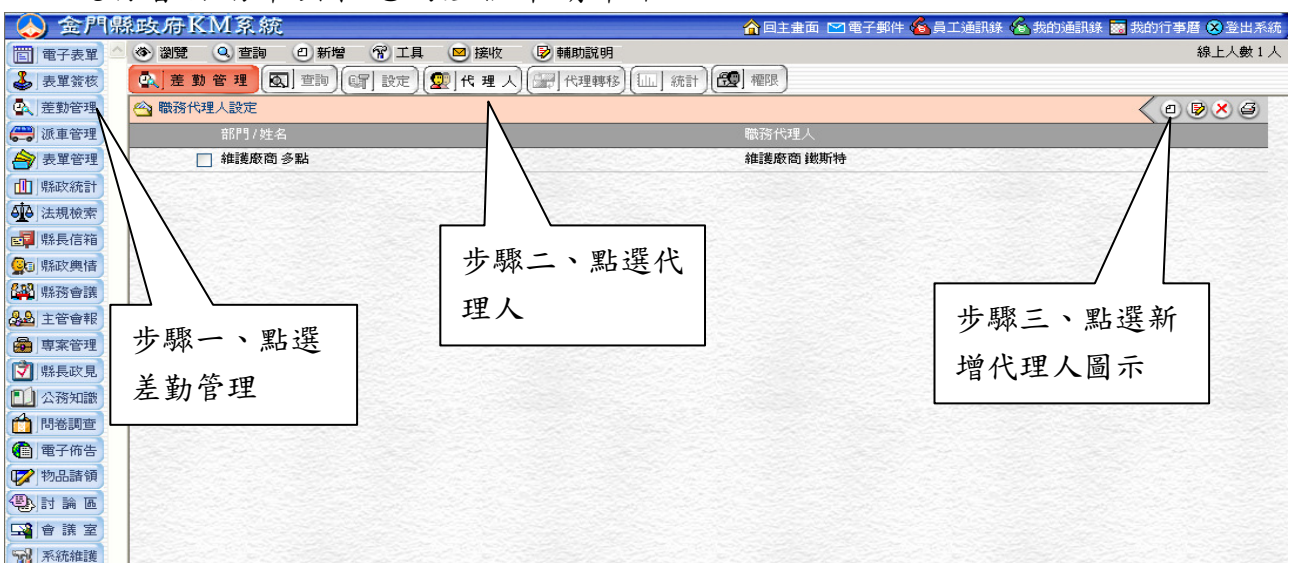 金門縣政府KM系統
回主畫面 電子郵件 員工通訊錄 我的通訊錄 我的行事曆 登出系統
電子表單 瀏覽 查詢 新增 工具 接收 輔助說明 線上人數 1 人
表單簽核 差勤管理 查詢 設定 代理人 代理轉移 統計 權限
差勤管理 職務代理人設定
派車管理 部門 / 姓名 職務代理人
表單管理 維護廠商 多點 維護廠商 鐵斯特
縣政統計
法規檢索
縣長信箱
縣政輿情
縣務會議
主管會報
專案管理
縣長政見
公務知識
問卷調查
電子佈告
物品請領
討論區
會議室
系統維護
步驟一、點選
差勤管理
步驟二、點選代
理人
步驟三、點選新
增代理人圖示